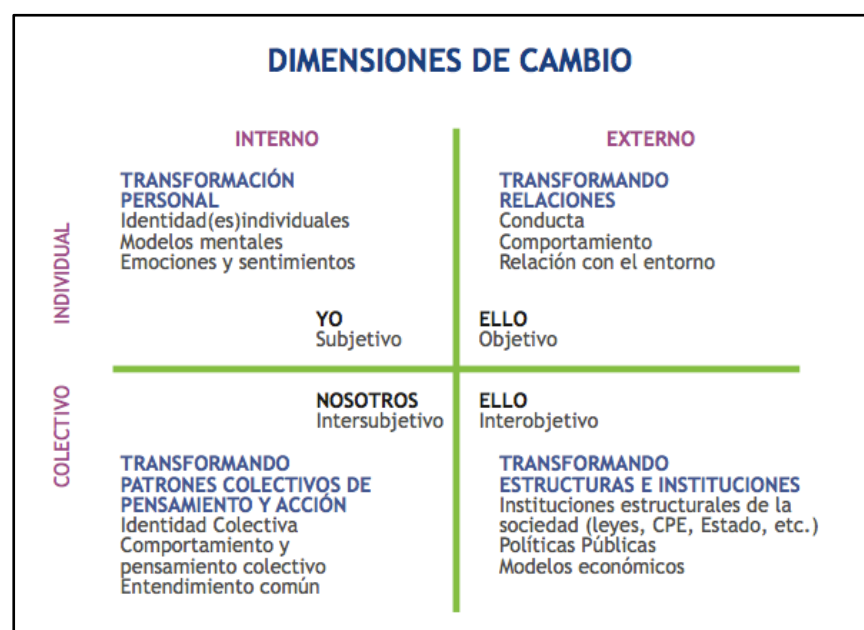 DIMENSIONES DE CAMBIO
INTERNO
EXTERNO
INDIVIDUAL
TRANSFORMACIÓN
PERSONAL
Identidad(es)individuales
Modelos mentales
Emociones y sentimientos
YO
Subjetivo
TRANSFORMANDO
RELACIONES
Conducta
Comportamiento
Relación con el entorno
ELLO
Objetivo
COLECTIVO
NOSOTROS
Intersubjetivo
TRANSFORMANDO
PATRONES COLECTIVOS DE
PENSAMIENTO Y ACCIÓN
Identidad Colectiva
Comportamiento y
pensamiento colectivo
Entendimiento común
ELLO
Interobjetivo
TRANSFORMANDO
ESTRUCTURAS E INSTITUCIONES
Instituciones estructurales de la
sociedad (leyes, CPE, Estado, etc.)
Políticas Públicas
Modelos económicos